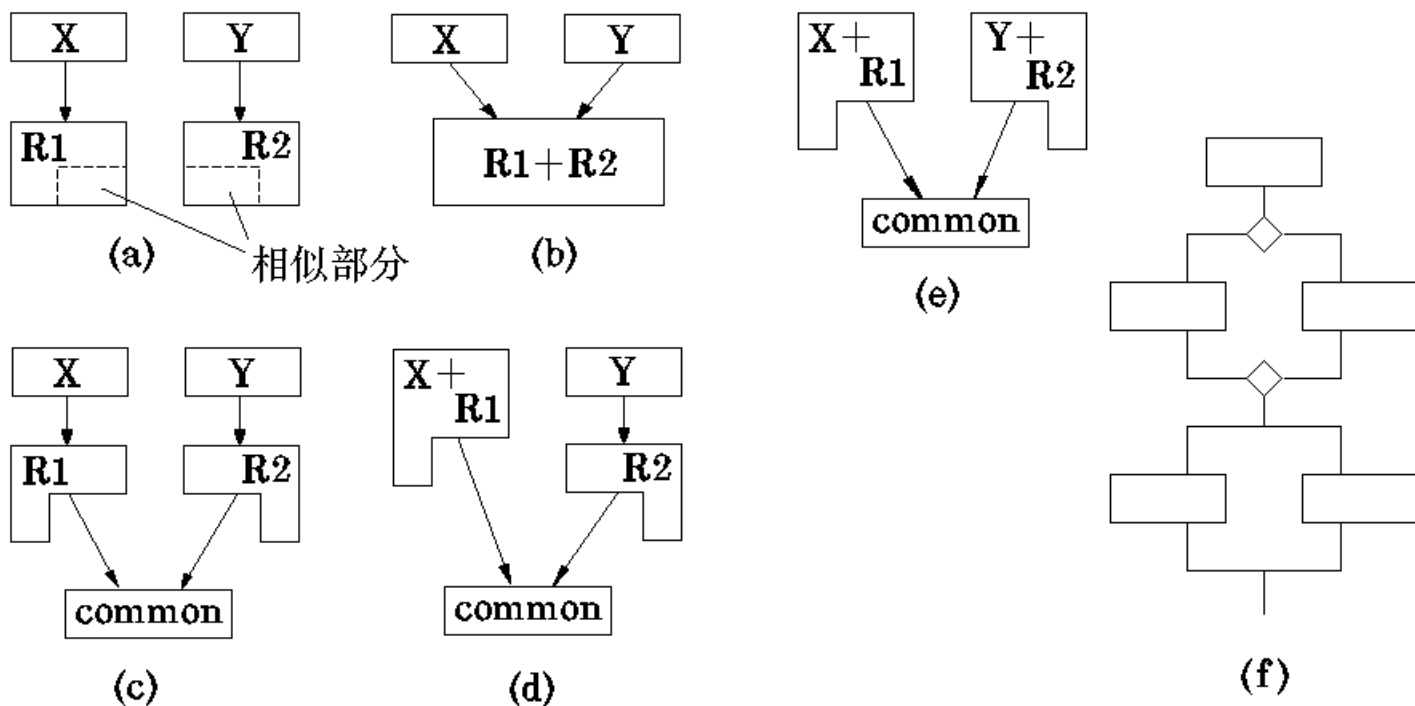 X
Y
R1
R2
相似部分
(a)
X
Y
R1+R2
(b)
X
Y
R1
R2
common
(c)
X+
R1
Y
R2
common
(d)
X+
R1
Y+
R2
common
(e)
(f)